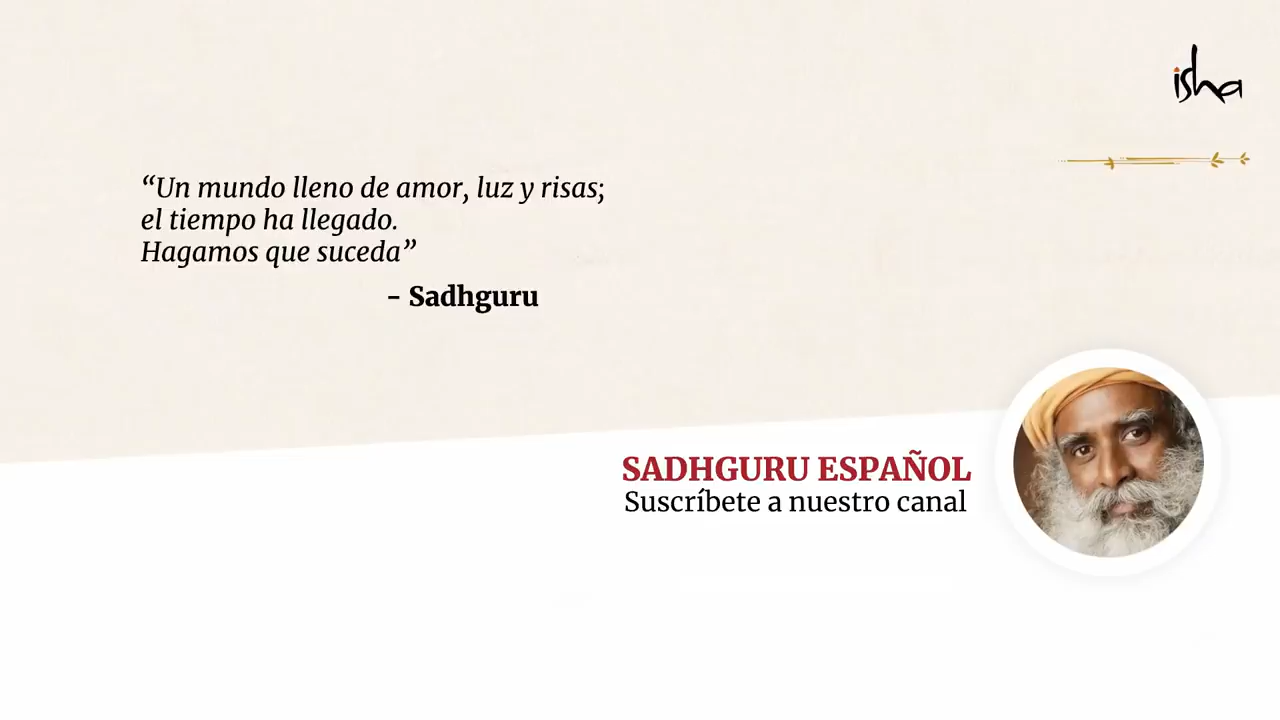 isha
“Un mundo lleno de amor, luz y risas;
el tiempo ha llegado.
Hagamos que suceda”
- Sadhguru
SADHGURU ESPAÑOL
Suscríbete a nuestro canal